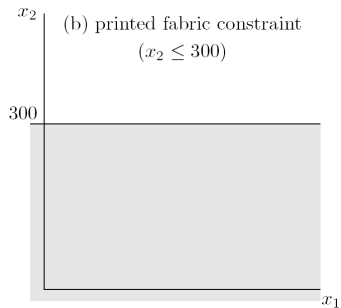 x₂
(b) printed fabric constraint
(x₂ ≤ 300)
300
x₁